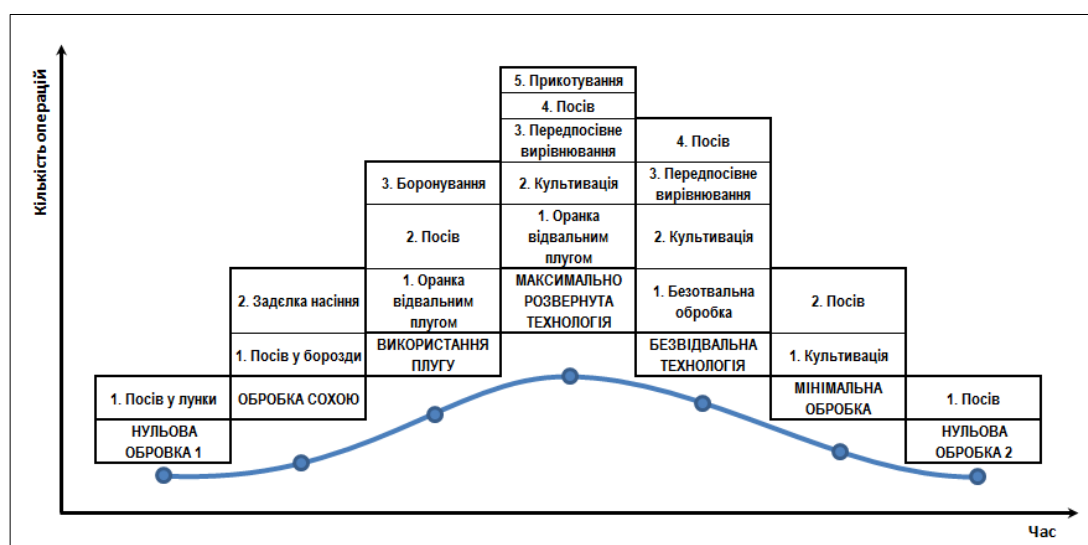 Кількість операцій
1. Посів у лунки
НУЛЬОВА
ОБРОВКА 1
2. Задєлка насіння
1. Посів у борозди
ОБРОБКА СОХОЮ
3. Боронування
2. Посів
1. Оранка
відвальним
плугом
ВИКОРИСТАННЯ
ПЛУГУ
5. Прикотування
4. Посів
3. Передпосівне
вирівнювання
2. Культивація
1. Оранка
відвальним
плугом
МАКСИМАЛЬНО
РОЗВЕРНУТА
ТЕХНОЛОГІЯ
4. Посів
3. Передпосівне
вирівнювання
2. Культивація
1. Безотвальна
обробка
БЕЗВІДВАЛЬНА
ТЕХНОЛОГІЯ
2. Посів
1. Культивація
МІНІМАЛЬНА
ОБРОБКА
1. Посів
НУЛЬОВА
ОБРОБКА 2
Час